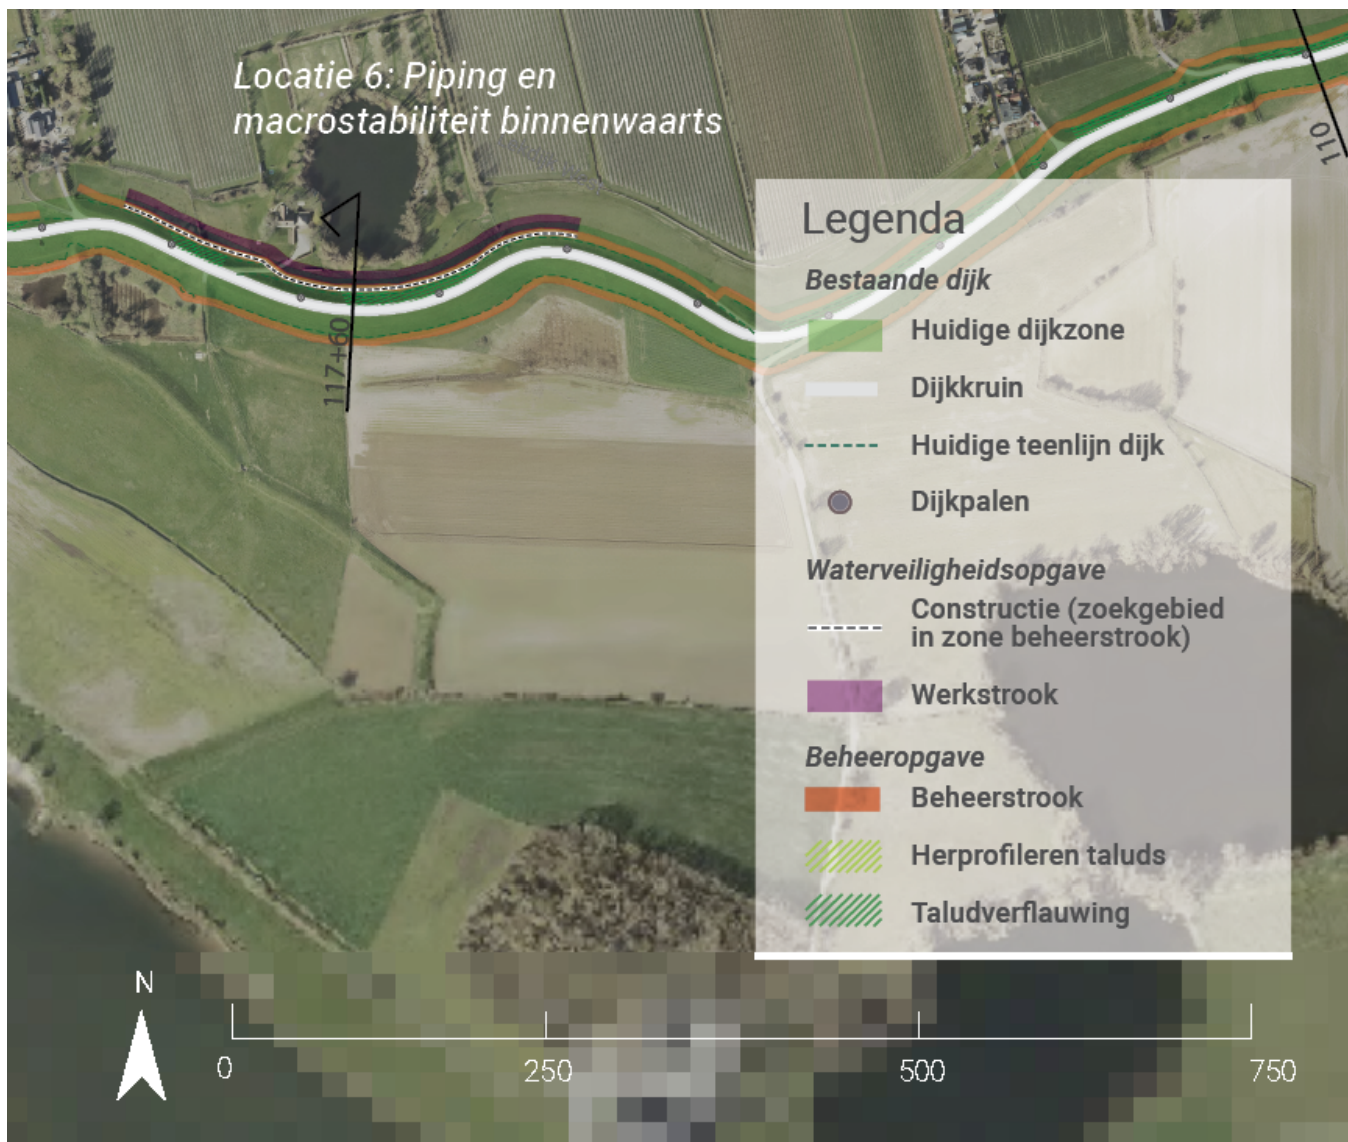 Locatie 6: Piping en
macrostabiliteit binnenwaarts
110
117+60
Legenda
Bestaande dijk
Huidige dijkzone
Dijkkruin
Huidige teenlijn dijk
Dijkpalen
Waterveiligheidsopgave
Constructie (zoekgebied
in zone beheerstrook)
Werkstrook
Beheeropgave
Beheerstrook
Herprofileren taluds
Taludverflauwing
N
0
250
500
750